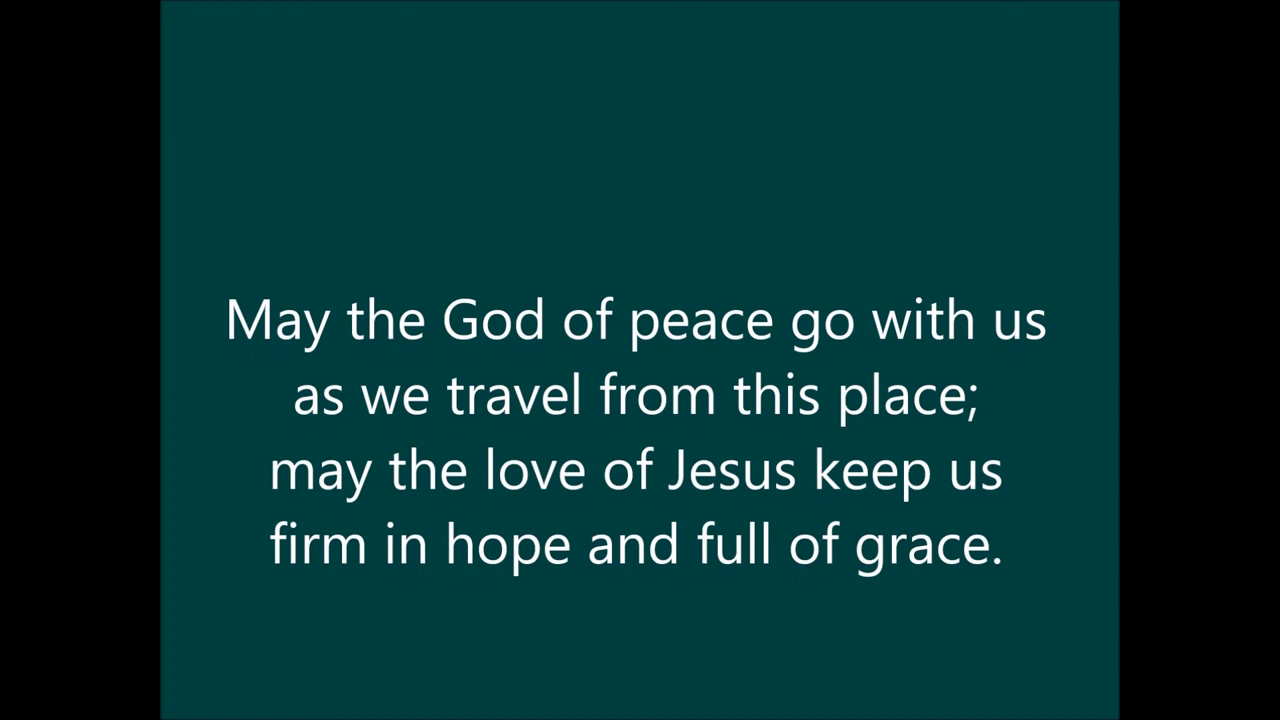 May the God of peace go with us
as we travel from this place;
may the love of Jesus keep us
firm in hope and full of grace.